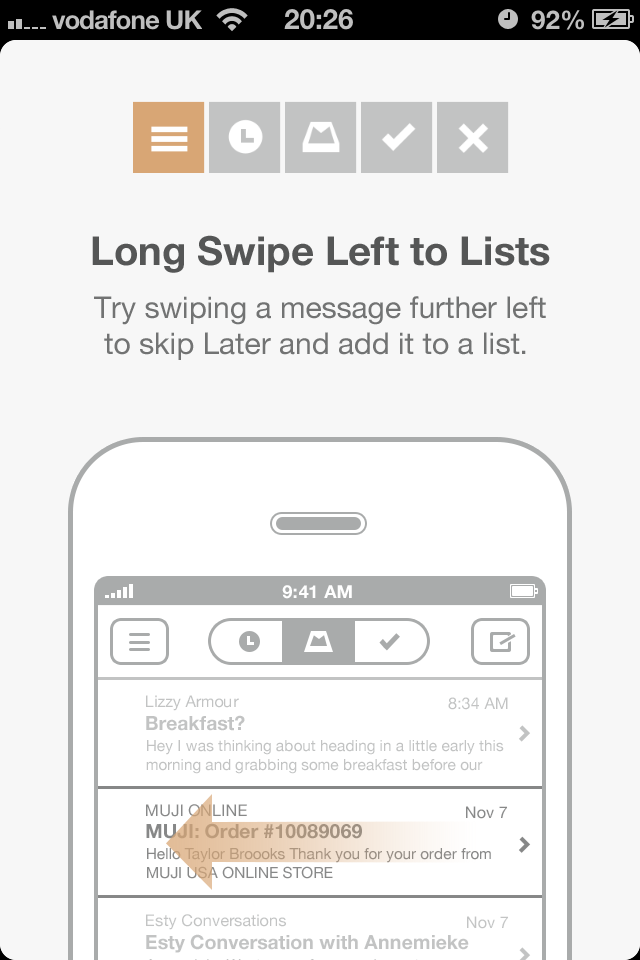 vodafone UK 20:26 92%
Long Swipe Left to Lists
Try swiping a message further left
to skip Later and add it to a list.
9:41 AM
Lizzy Armour 8:34 AM
Breakfast?
Hey I was thinking about heading in a little early this
morning and grabbing some breakfast before our
MUJI ONLINE Nov 7
MUJI: Order #10089069
Hello Taylor Broooks Thank you for your order from
MUJI USA ONLINE STORE
Esty Conversations Nov 7
Esty Conversation with Annemieke